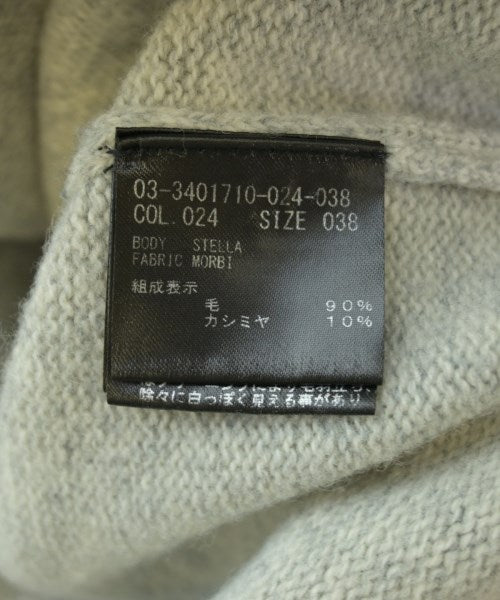 03-3401710-024-038
COL.024 SIZE 038
BODY STELLA
FABRIC MORBI
組成表示
毛 90%
カシミヤ 10%
除々に白っぽく見える事があり